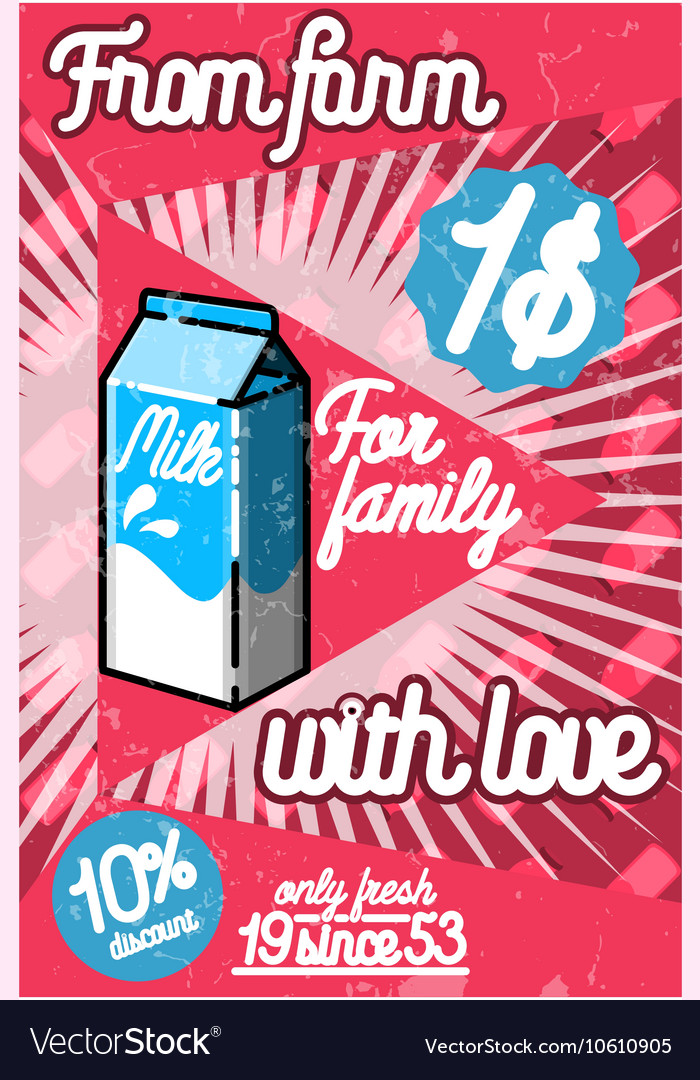 From farm
1$
Milk
For
family
with love
10%
discount
only fresh
19 since 53
VectorStock®
VectorStock.com/10610905